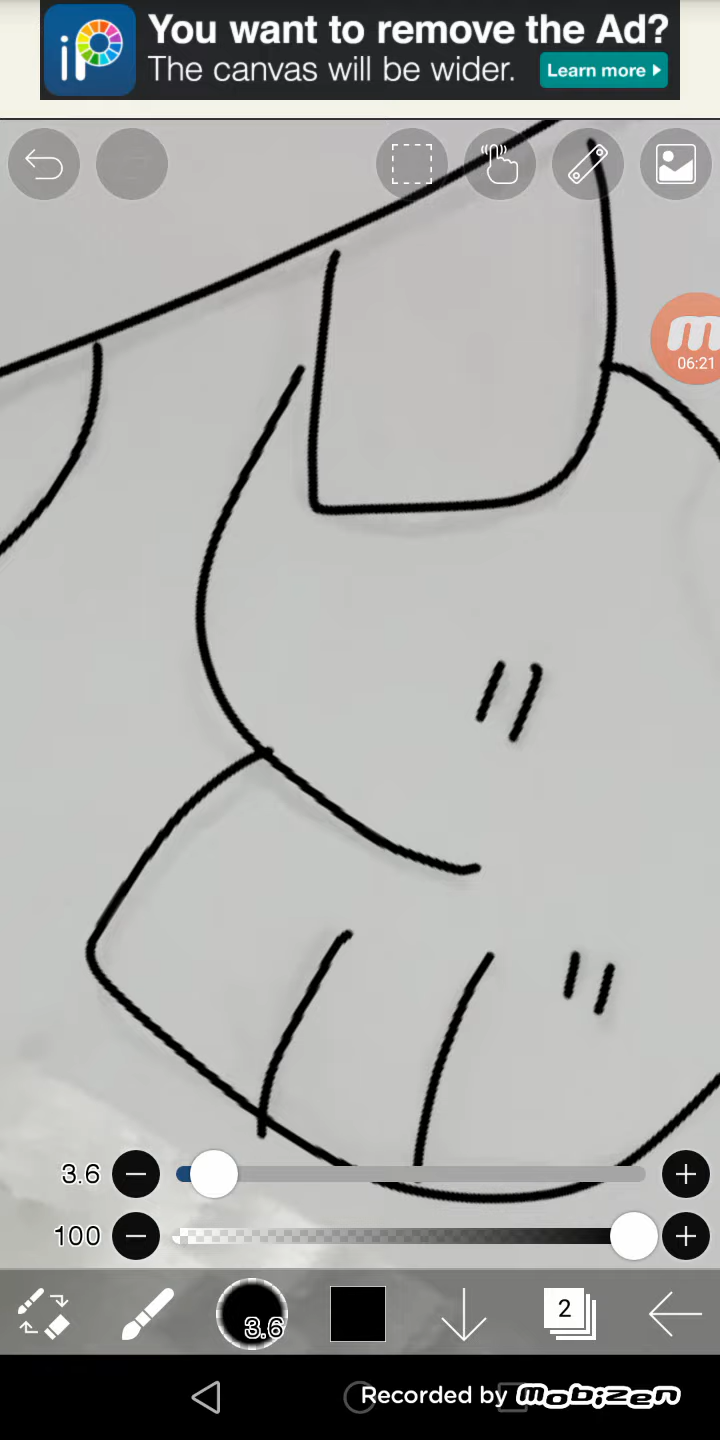 iP
You want to remove the Ad?
The canvas will be wider.
Learn more
m
06:21
3.6
100
3.6
2
Recorded by mobizen